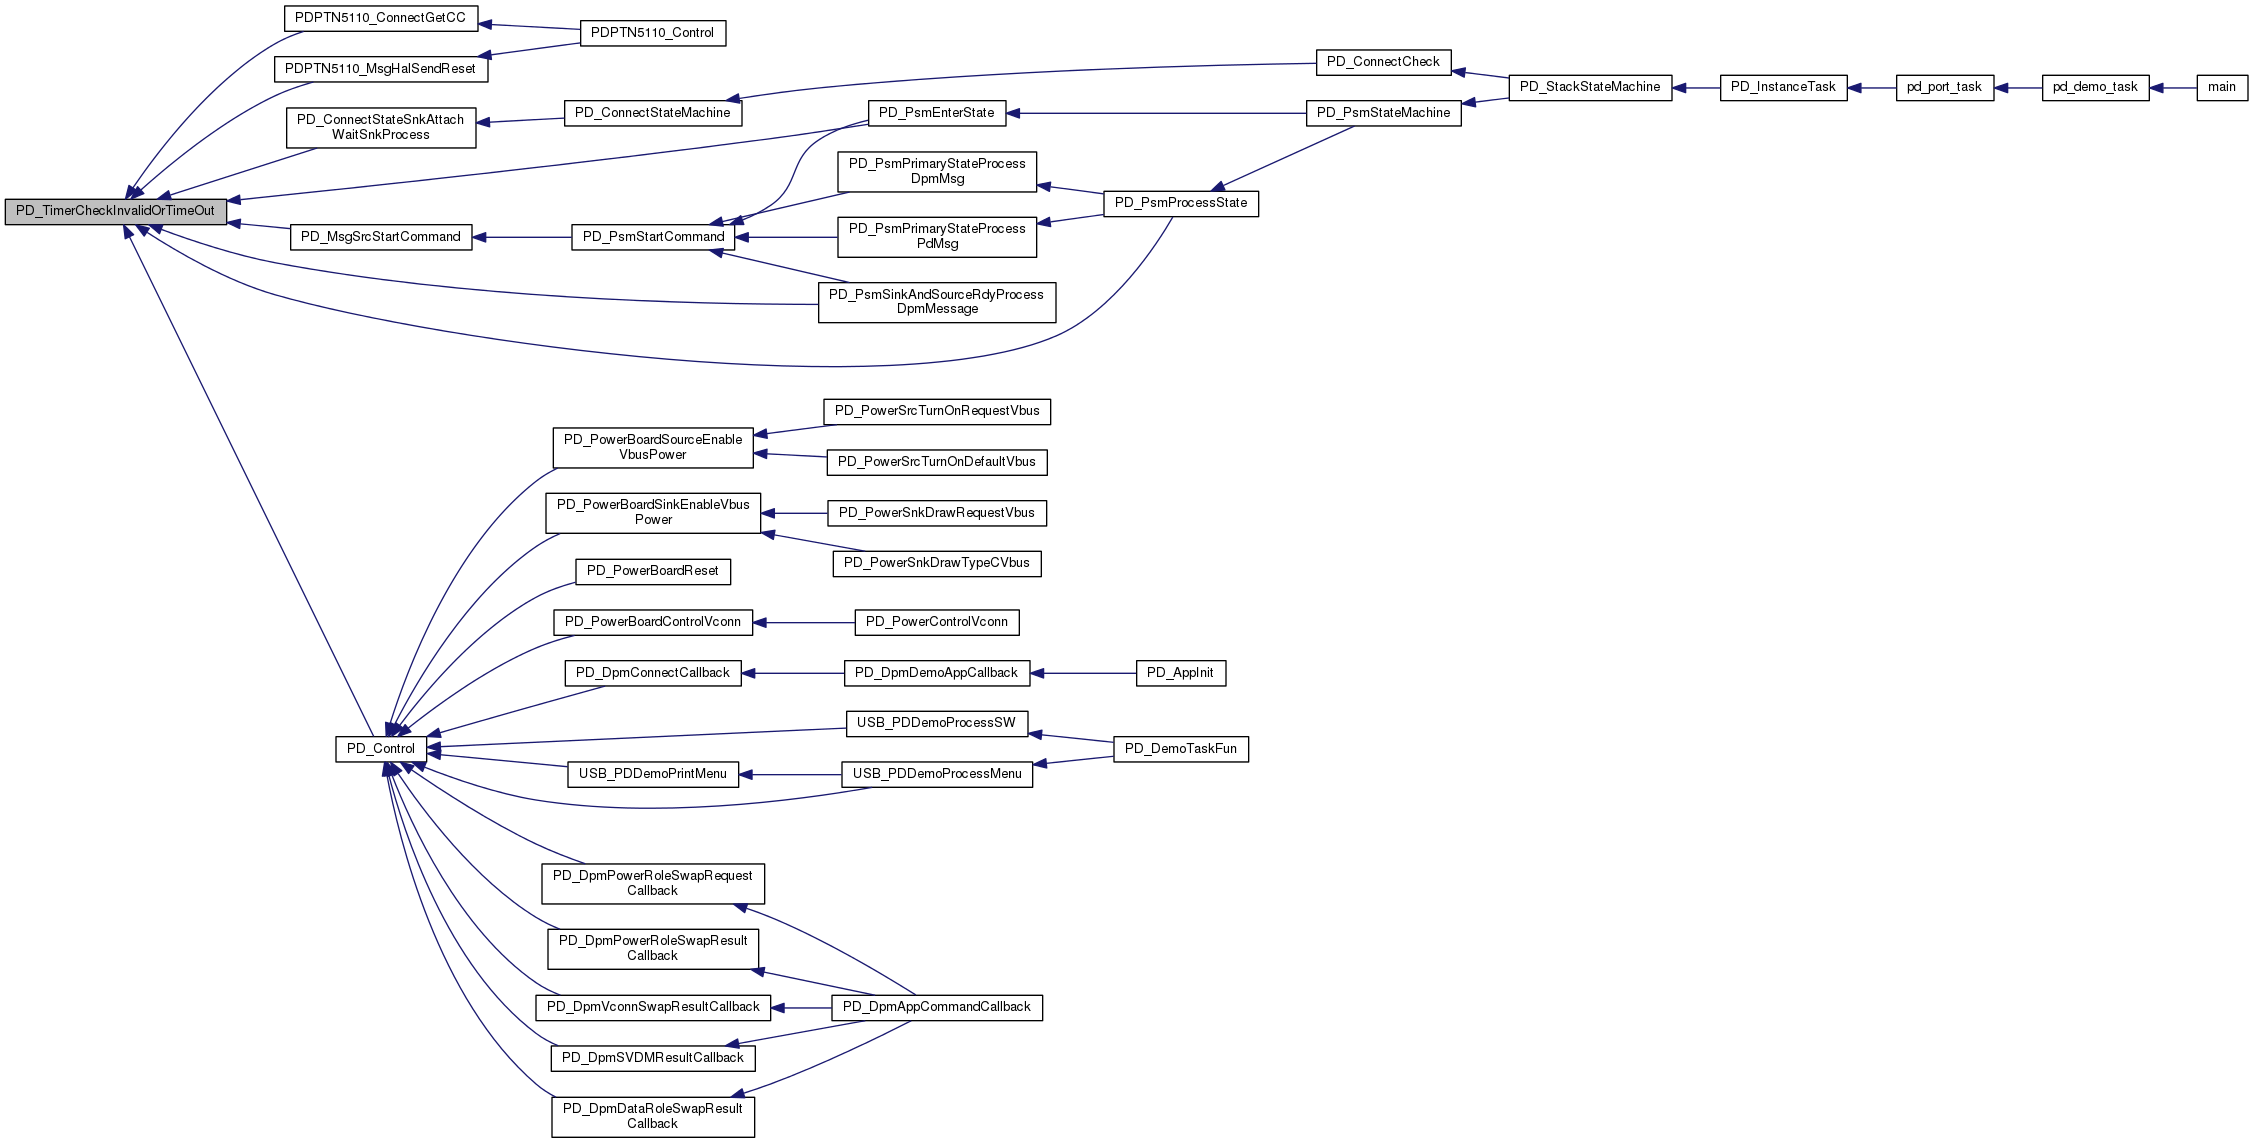 PDPTN5110_ConnectGetCC
PDPTN5110_Control
PDPTN5110_MsgHalSendReset
PD_ConnectCheck
PD_StackStateMachine
PD_InstanceTask
pd_port_task
pd_demo_task
main
PD_ConnectStateSnkAttach
WaitSnkProcess
PD_ConnectStateMachine
PD_PsmEnterState
PD_PsmStateMachine
PD_PsmPrimaryStateProcess
DpmMsg
PD_PsmProcessState
PD_TimerCheckInvalidOrTimeOut
PD_MsgSrcStartCommand
PD_PsmStartCommand
PD_PsmPrimaryStateProcess
PdMsg
PD_PsmSinkAndSourceRdyProcess
DpmMessage
PD_PowerSrcTurnOnRequestVbus
PD_PowerBoardSourceEnable
VbusPower
PD_PowerSrcTurnOnDefaultVbus
PD_PowerBoardSinkEnableVbus
Power
PD_PowerSnkDrawRequestVbus
PD_PowerSnkDrawTypeCVbus
PD_PowerBoardReset
PD_PowerBoardControlVconn
PD_PowerControlVconn
PD_DpmConnectCallback
PD_DpmDemoAppCallback
PD_AppInit
USB_PDDemoProcessSW
PD_Control
PD_DemoTaskFun
USB_PDDemoPrintMenu
USB_PDDemoProcessMenu
PD_DpmPowerRoleSwapRequest
Callback
PD_DpmPowerRoleSwapResult
Callback
PD_DpmVconnSwapResultCallback
PD_DpmAppCommandCallback
PD_DpmSVDMResultCallback
PD_DpmDataRoleSwapResult
Callback